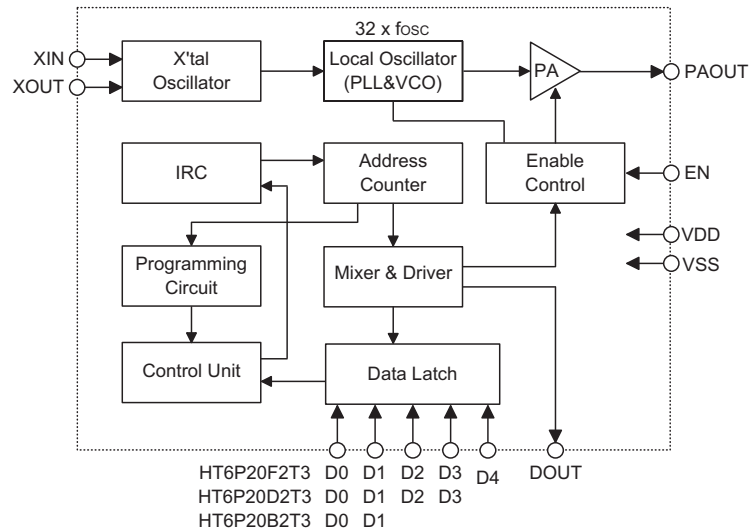 32 x fosc
XIN
XOUT
X'tal
Oscillator
Local Oscillator
(PLL&VCO)
PA
PAOUT
IRC
Address
Counter
Enable
Control
EN
VDD
VSS
Programming
Circuit
Mixer & Driver
Control Unit
Data Latch
HT6P20F2T3 D0 D1 D2 D3 D4 DOUT
HT6P20D2T3 D0 D1 D2 D3
HT6P20B2T3 D0 D1